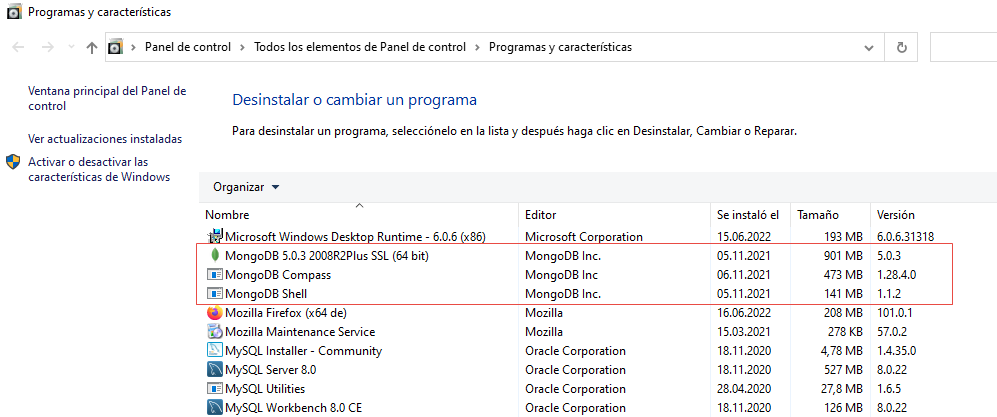 Programas y características
Panel de control > Todos los elementos de Panel de control > Programas y características
Ventana principal del Panel de
control
Ver actualizaciones instaladas
Activar o desactivar las
características de Windows
Desinstalar o cambiar un programa
Para desinstalar un programa, selecciónelo en la lista y después haga clic en Desinstalar, Cambiar o Reparar.
Organizar
Nombre Editor Se instaló el Tamaño Versión
Microsoft Windows Desktop Runtime - 6.0.6 (x86) Microsoft Corporation 15.06.2022 193 MB 6.0.6.31318
MongoDB 5.0.3 2008R2Plus SSL (64 bit) MongoDB Inc. 05.11.2021 901 MB 5.0.3
MongoDB Compass MongoDB Inc 05.11.2021 473 MB 1.28.4.0
MongoDB Shell MongoDB Inc. 05.11.2021 141 MB 1.1.2
Mozilla Firefox (x64 de) Mozilla 16.06.2022 208 MB 101.0.1
Mozilla Maintenance Service Mozilla 15.03.2021 278 KB 57.0.2
MySQL Installer - Community Oracle Corporation 18.11.2020 4,78 MB 1.4.35.0
MySQL Server 8.0 Oracle Corporation 18.11.2020 527 MB 8.0.22
MySQL Utilities Oracle Corporation 28.04.2020 27,8 MB 1.6.5
MySQL Workbench 8.0 CE Oracle Corporation 18.11.2020 126 MB 8.0.22